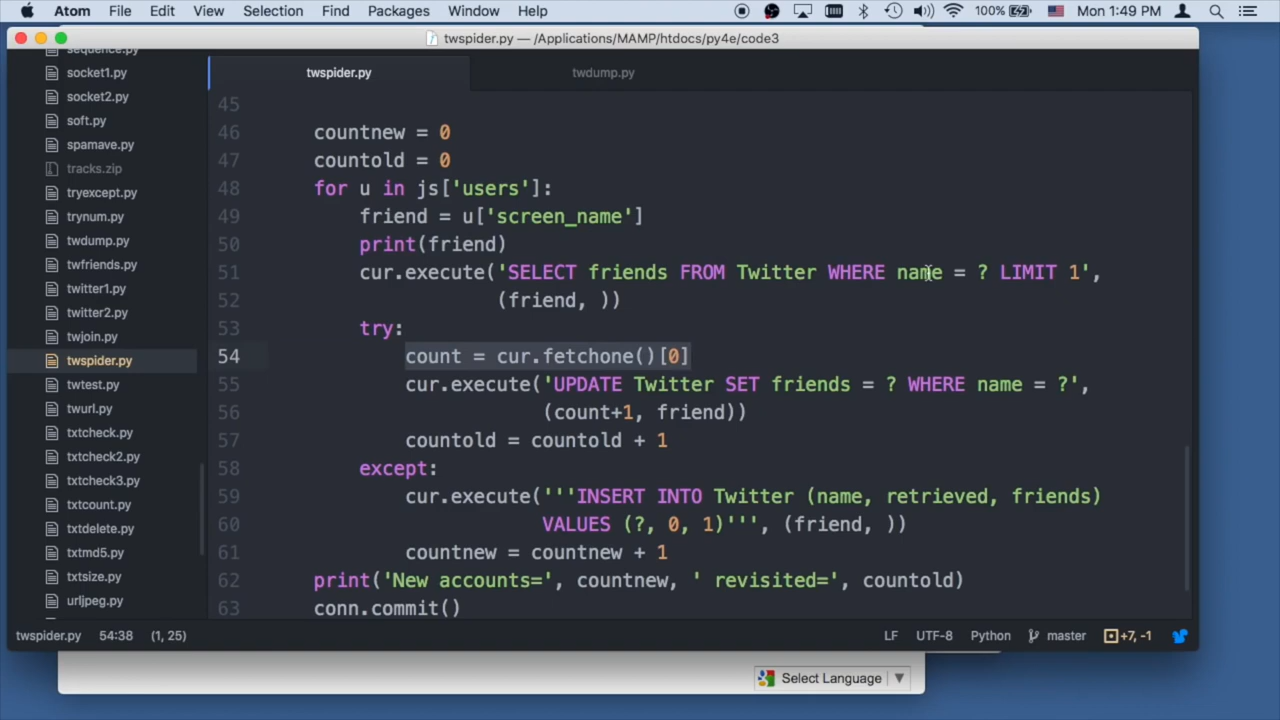 Atom File Edit View Selection Find Packages Window Help 100% Mon 1:49 PM
twspider.py — /Applications/MAMP/htdocs/py4e/code3
sequence.py
socket1.py
socket2.py
soft.py
spamave.py
tracks.zip
tryexcept.py
trynum.py
twdump.py
twfriends.py
twitter1.py
twitter2.py
twjoin.py
twspider.py
twtest.py
twurl.py
txtcheck.py
txtcheck2.py
txtcheck3.py
txtcount.py
txtdelete.py
txtmd5.py
txtsize.py
urljpeg.py
twspider.py twdump.py
45
46 countnew = 0
47 countold = 0
48 for u in js['users']:
49 friend = u['screen_name']
50 print(friend)
51 cur.execute('SELECT friends FROM Twitter WHERE name = ? LIMIT 1',
52 (friend, ))
53 try:
54 count = cur.fetchone()[0]
55 cur.execute('UPDATE Twitter SET friends = ? WHERE name = ?',
56 (count+1, friend))
57 countold = countold + 1
58 except:
59 cur.execute('''INSERT INTO Twitter (name, retrieved, friends)
60 VALUES (?, 0, 1)''', (friend, ))
61 countnew = countnew + 1
62 print('New accounts=', countnew, ' revisited=', countold)
63 conn.commit()
twspider.py 54:38 (1, 25) LF UTF-8 Python master +7, -1
Select Language ▼